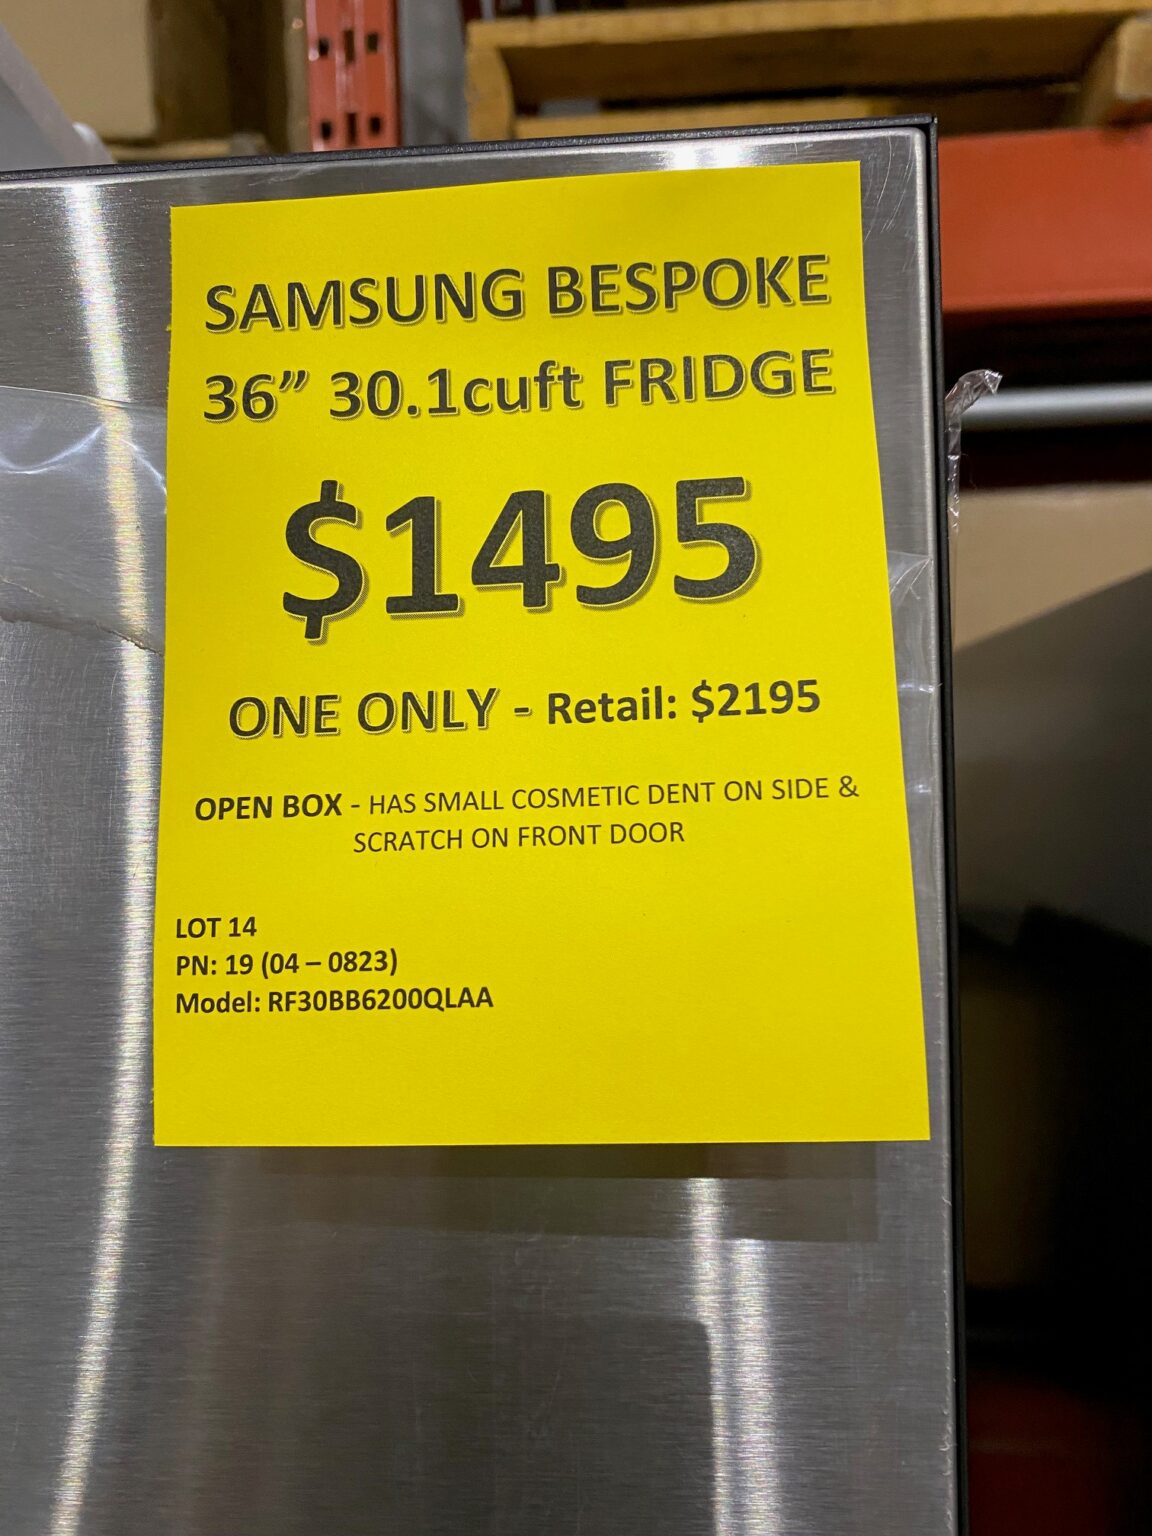 SAMSUNG BESPOKE
36” 30.1cuft FRIDGE
$1495
ONE ONLY - Retail: $2195
OPEN BOX - HAS SMALL COSMETIC DENT ON SIDE &
SCRATCH ON FRONT DOOR
LOT 14
PN: 19 (04 – 0823)
Model: RF30BB6200QLAA